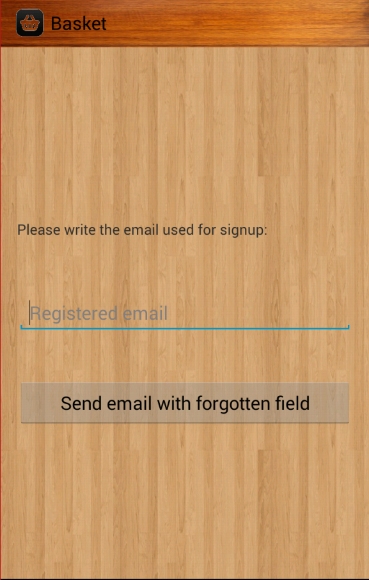 Basket
Please write the email used for signup:
Registered email
Send email with forgotten field